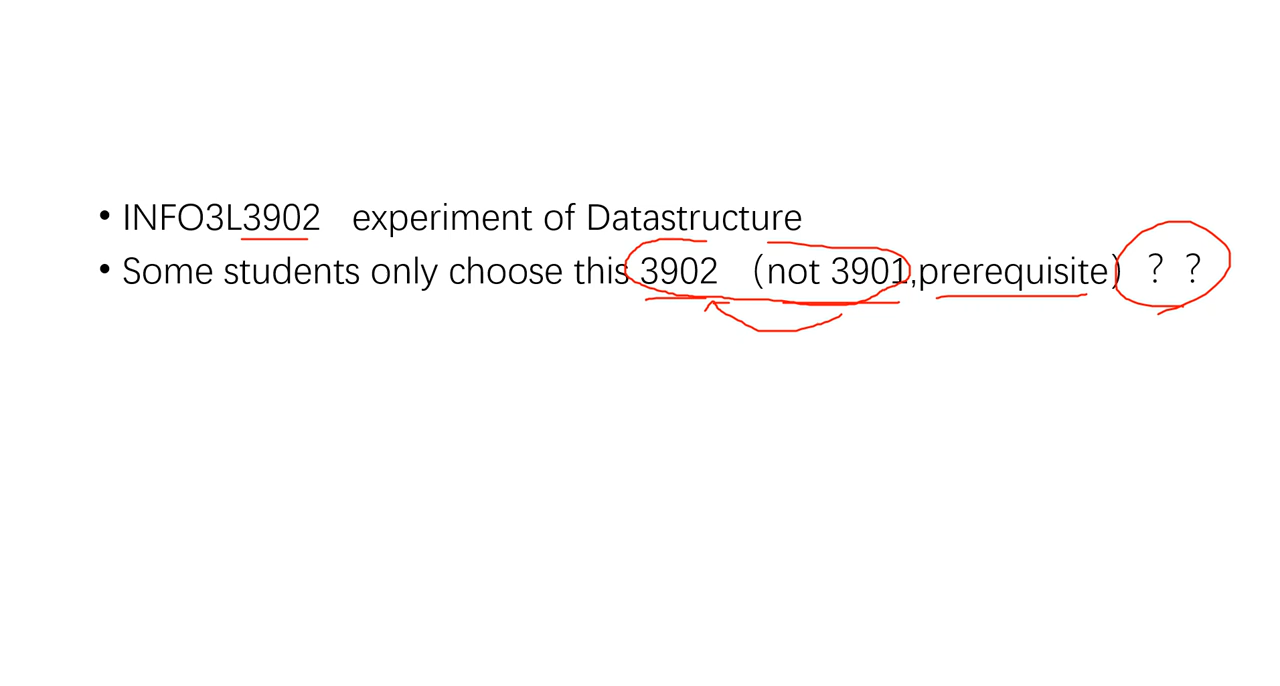 • INFO3L3902 experiment of Datastructure
• Some students only choose this 3902 （not 3901,prerequisite) ？？